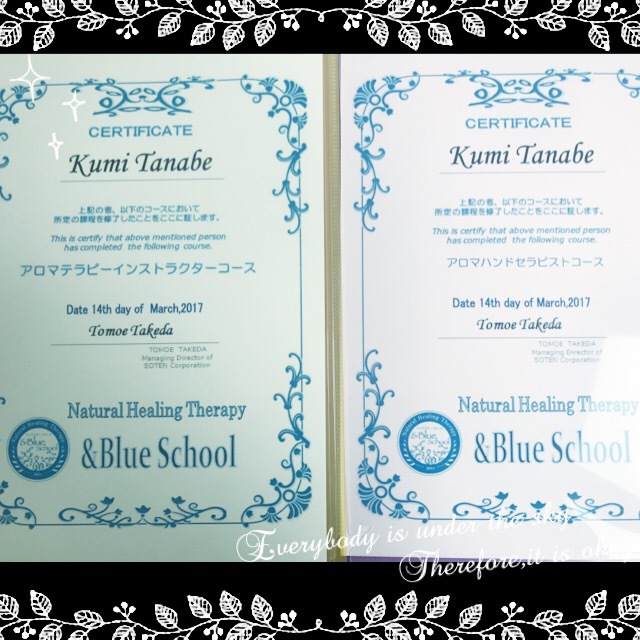 CERTIFICATE
Kumi Tanabe
上記の者、以下のコースにおいて
所定の課程を修了したことをここに証します。
This is certify that above mentioned person
has completed the following course.
アロマテラピーインストラクターコース
Date 14th day of March,2017
Tomoe Takeda
TOMOE TAKEDA
Managing Director of
SOTEN Corporation
Natural Healing Therapy
&Blue School
CERTIFICATE
Kumi Tanabe
上記の者、以下のコースにおいて
所定の課程を修了したことをここに証します。
This is certify that above mentioned person
has completed the following course.
アロマハンドセラピストコース
Date 14th day of March,2017
Tomoe Takeda
TOMOE TAKEDA
Managing Director of
SOTEN Corporation
Natural Healing Therapy
&Blue School
Everybody is under the sky
Therefore,it is